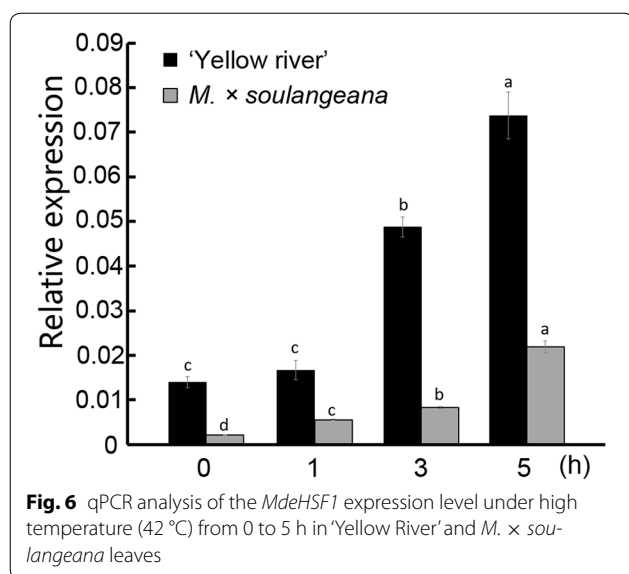 0.09
0.08
0.07
0.06
0.05
0.04
0.03
0.02
0.01
0
Relative expression
'Yellow river'
M. × soulangeana
c
d
c
c
b
b
a
a
0 1 3 5 (h)
Fig. 6 qPCR analysis of the MdeHSF1 expression level under high
temperature (42 °C) from 0 to 5 h in 'Yellow River' and M. × sou-
langeana leaves